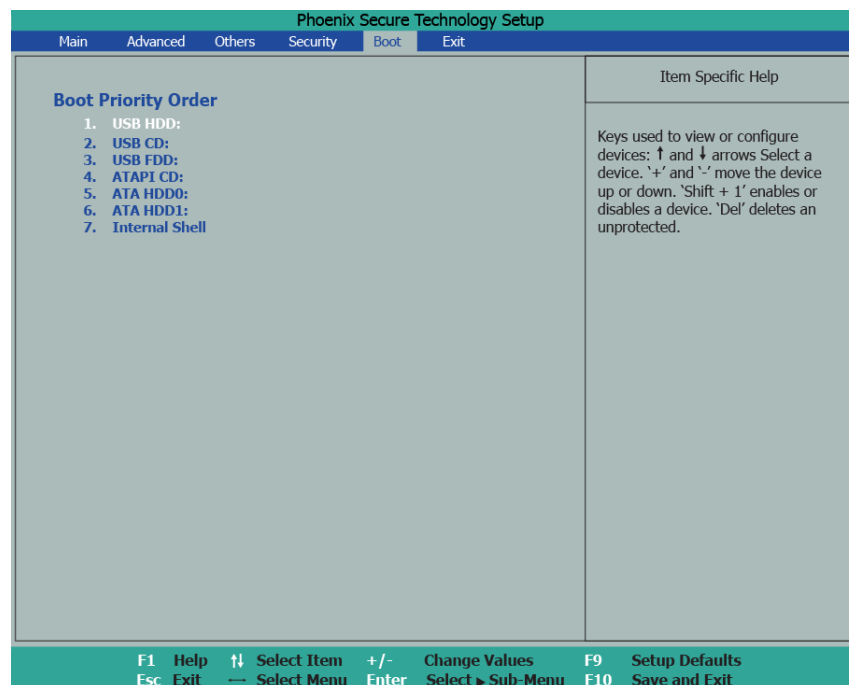 Phoenix Secure Technology Setup
Main Advanced Others Security Boot Exit
Boot Priority Order
1. USB HDD:
2. USB CD:
3. USB FDD:
4. ATAPI CD:
5. ATA HDD0:
6. ATA HDD1:
7. Internal Shell
Item Specific Help
Keys used to view or configure
devices: ↑ and ↓ arrows Select a
device. `+′ and `-′ move the device
up or down. `Shift + 1′ enables or
disables a device. `Del′ deletes an
unprotected.
F1 Help ↑↓ Select Item +/- Change Values F9 Setup Defaults
Esc Exit ↔ Select Menu Enter Select ▸ Sub-Menu F10 Save and Exit